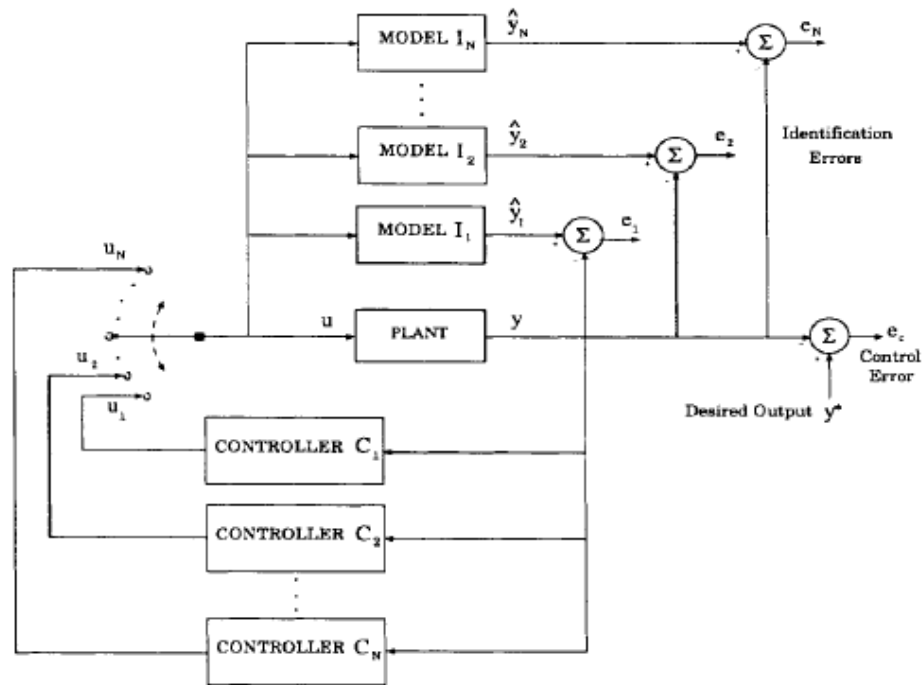 MODEL I_N
ŷ_N
Σ
e_N
MODEL I_2
ŷ_2
Σ
e_2
Identification
Errors
MODEL I_1
ŷ_1
Σ
e_1
u_N
u
PLANT
y
Σ
e_c
Control
Error
u_2
u_1
Desired Output y*
CONTROLLER C_1
CONTROLLER C_2
CONTROLLER C_N